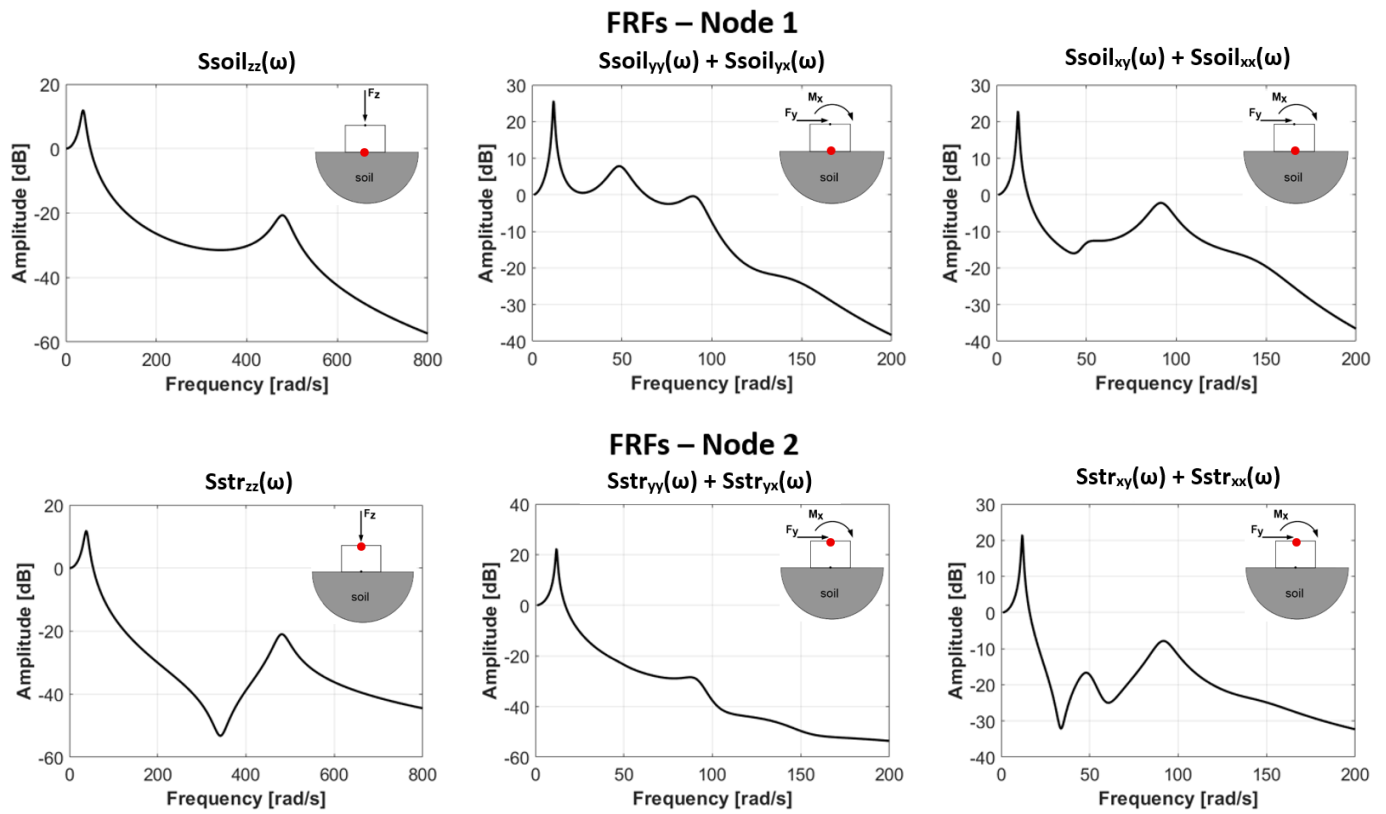 FRFs – Node 1
Ssoilzz(ω)
Ssoilyy(ω) + Ssoilyx(ω)
Ssoilxy(ω) + Ssoilxx(ω)
20
0
-20
-40
-60
Amplitude [dB]
0 200 400 600 800
Frequency [rad/s]
Fz
soil
30
20
10
0
-10
-20
-30
-40
Amplitude [dB]
0 50 100 150 200
Frequency [rad/s]
Mx
Fy
soil
30
20
10
0
-10
-20
-30
-40
Amplitude [dB]
0 50 100 150 200
Frequency [rad/s]
Mx
Fy
soil
FRFs – Node 2
Sstrzz(ω)
Sstryy(ω) + Sstryx(ω)
Sstrxy(ω) + Sstrxx(ω)
20
0
-20
-40
-60
Amplitude [dB]
0 200 400 600 800
Frequency [rad/s]
Fz
soil
40
20
0
-20
-40
-60
Amplitude [dB]
0 50 100 150 200
Frequency [rad/s]
Mx
Fy
soil
30
20
10
0
-10
-20
-30
-40
Amplitude [dB]
0 50 100 150 200
Frequency [rad/s]
Mx
Fy
soil